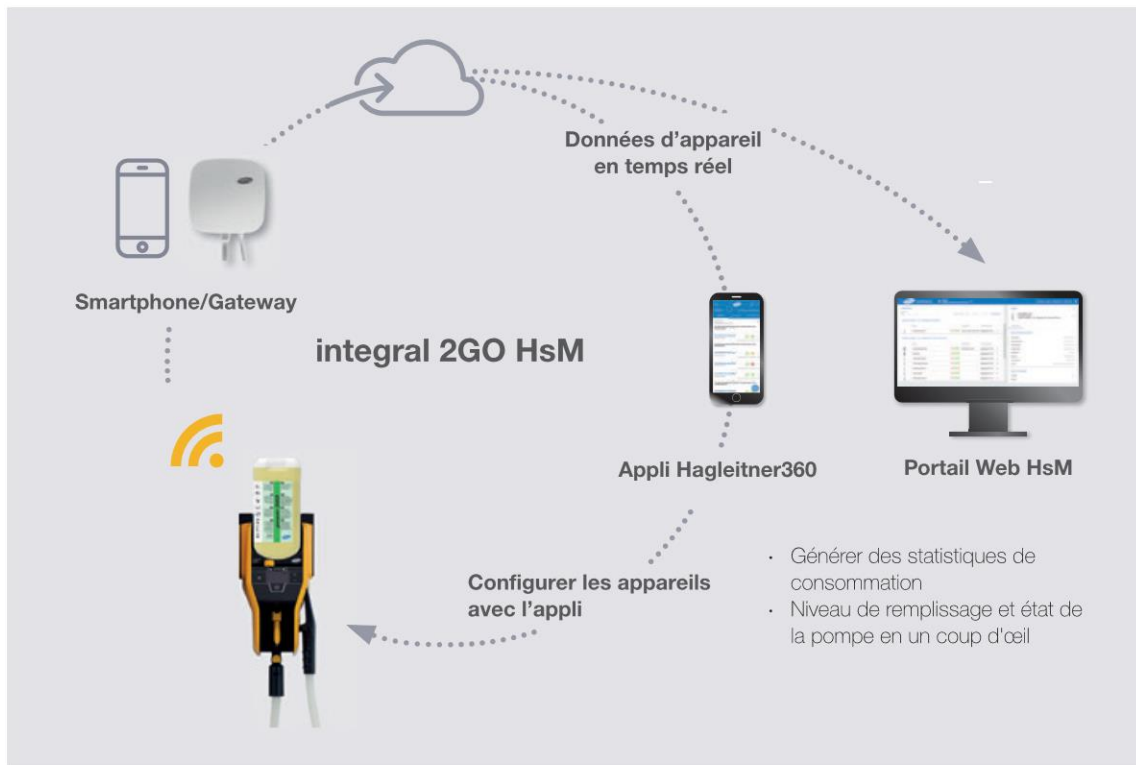 Données d'appareil
en temps réel
Smartphone/Gateway
integral 2GO HsM
Appli Hagleitner360
Portail Web HsM
Configurer les appareils
avec l'appli
· Générer des statistiques de
consommation
· Niveau de remplissage et état de
la pompe en un coup d'œil